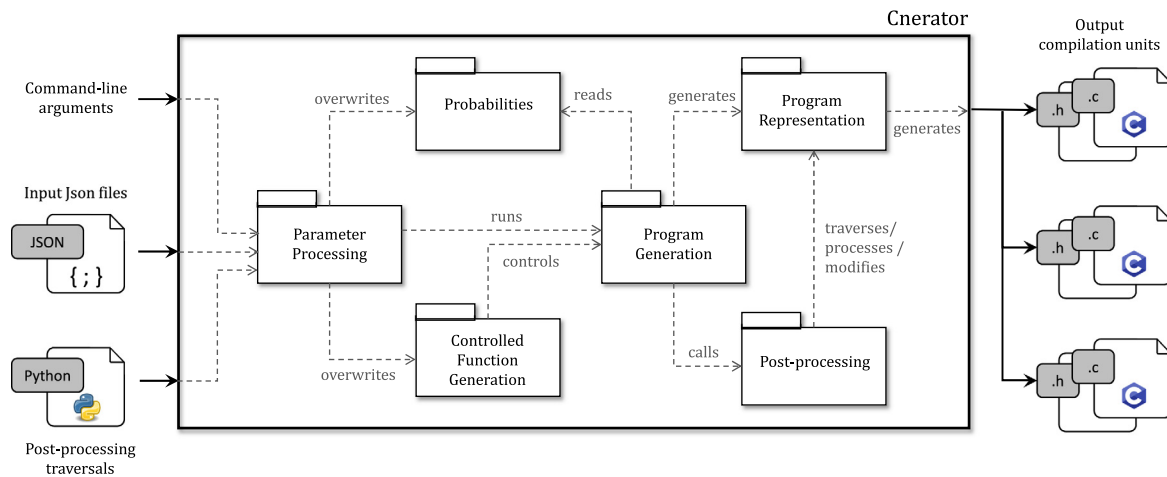 Cnerator
Output
compilation units
Command-line
arguments
Input Json files
JSON
{ ; }
Python
Post-processing
traversals
overwrites
Probabilities
reads
generates
Program
Representation
generates
Parameter
Processing
runs
controls
Program
Generation
traverses/
processes /
modifies
overwrites
Controlled
Function
Generation
calls
Post-processing
.h
.c
C
.h
.c
C
.h
.c
C